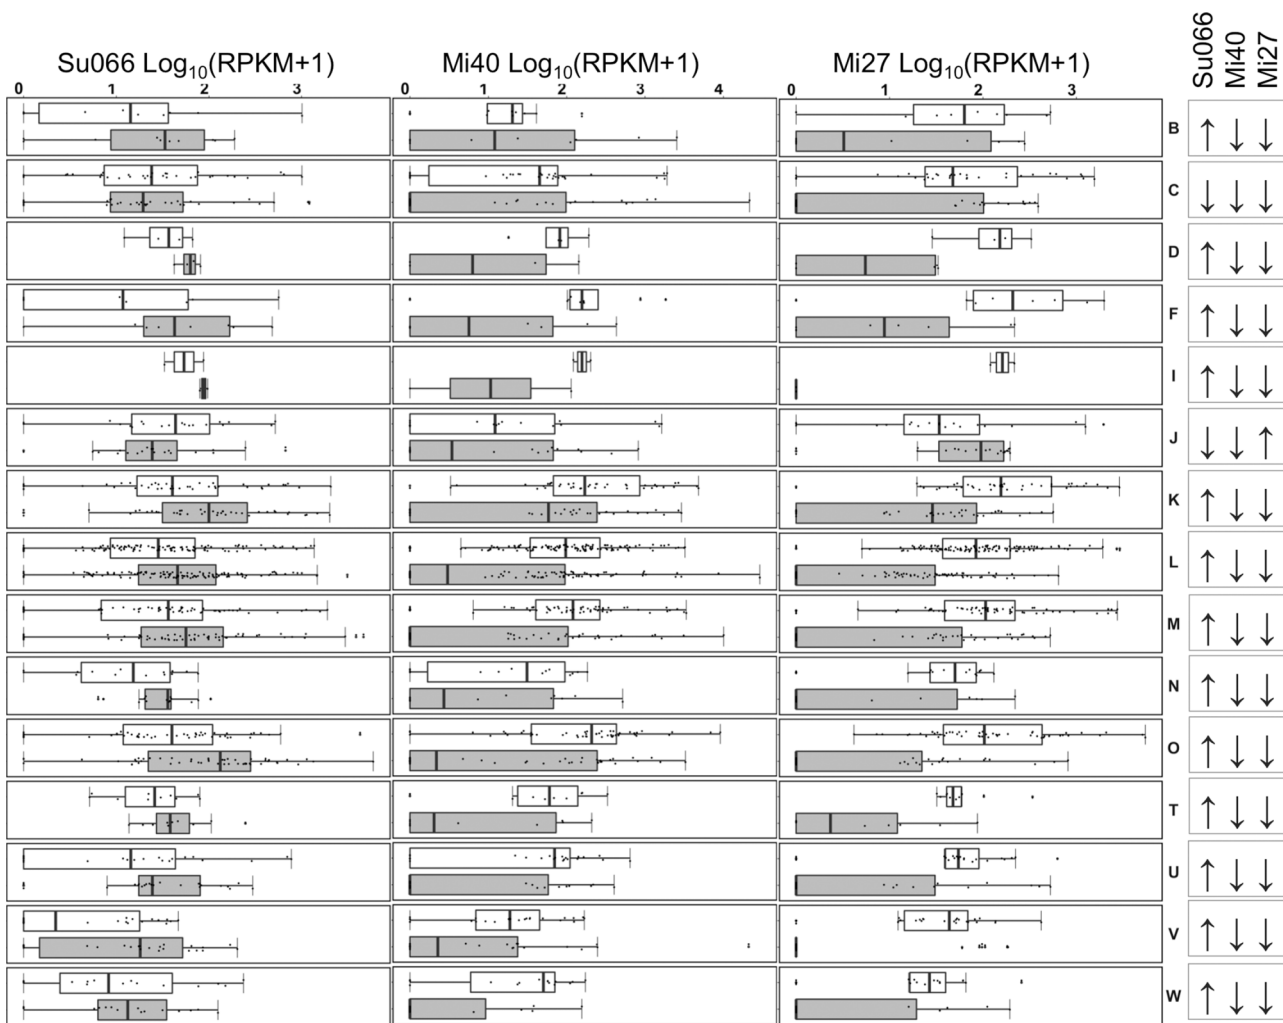 Su066 Log10(RPKM+1) Mi40 Log10(RPKM+1) Mi27 Log10(RPKM+1) Su066 Mi40 Mi27
0 1 2 3 0 1 2 3 4 0 1 2 3
B ↑ ↓ ↓
C ↓ ↓ ↓
D ↑ ↓ ↓
F ↑ ↓ ↓
I ↑ ↓ ↓
J ↓ ↓ ↑
K ↑ ↓ ↓
L ↑ ↓ ↓
M ↑ ↓ ↓
N ↑ ↓ ↓
O ↑ ↓ ↓
T ↑ ↓ ↓
U ↑ ↓ ↓
V ↑ ↓ ↓
W ↑ ↓ ↓